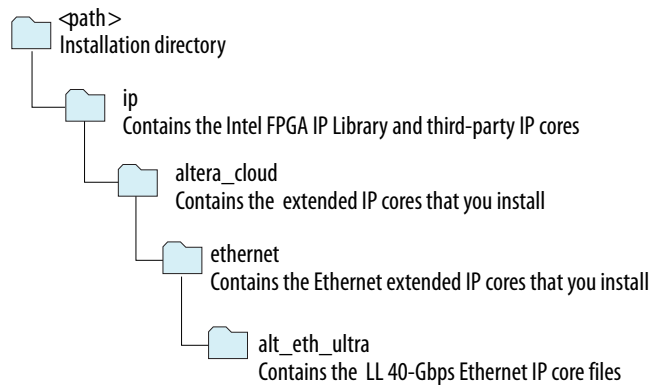 <path>
Installation directory
ip
Contains the Intel FPGA IP Library and third-party IP cores
altera_cloud
Contains the extended IP cores that you install
ethernet
Contains the Ethernet extended IP cores that you install
alt_eth_ultra
Contains the LL 40-Gbps Ethernet IP core files